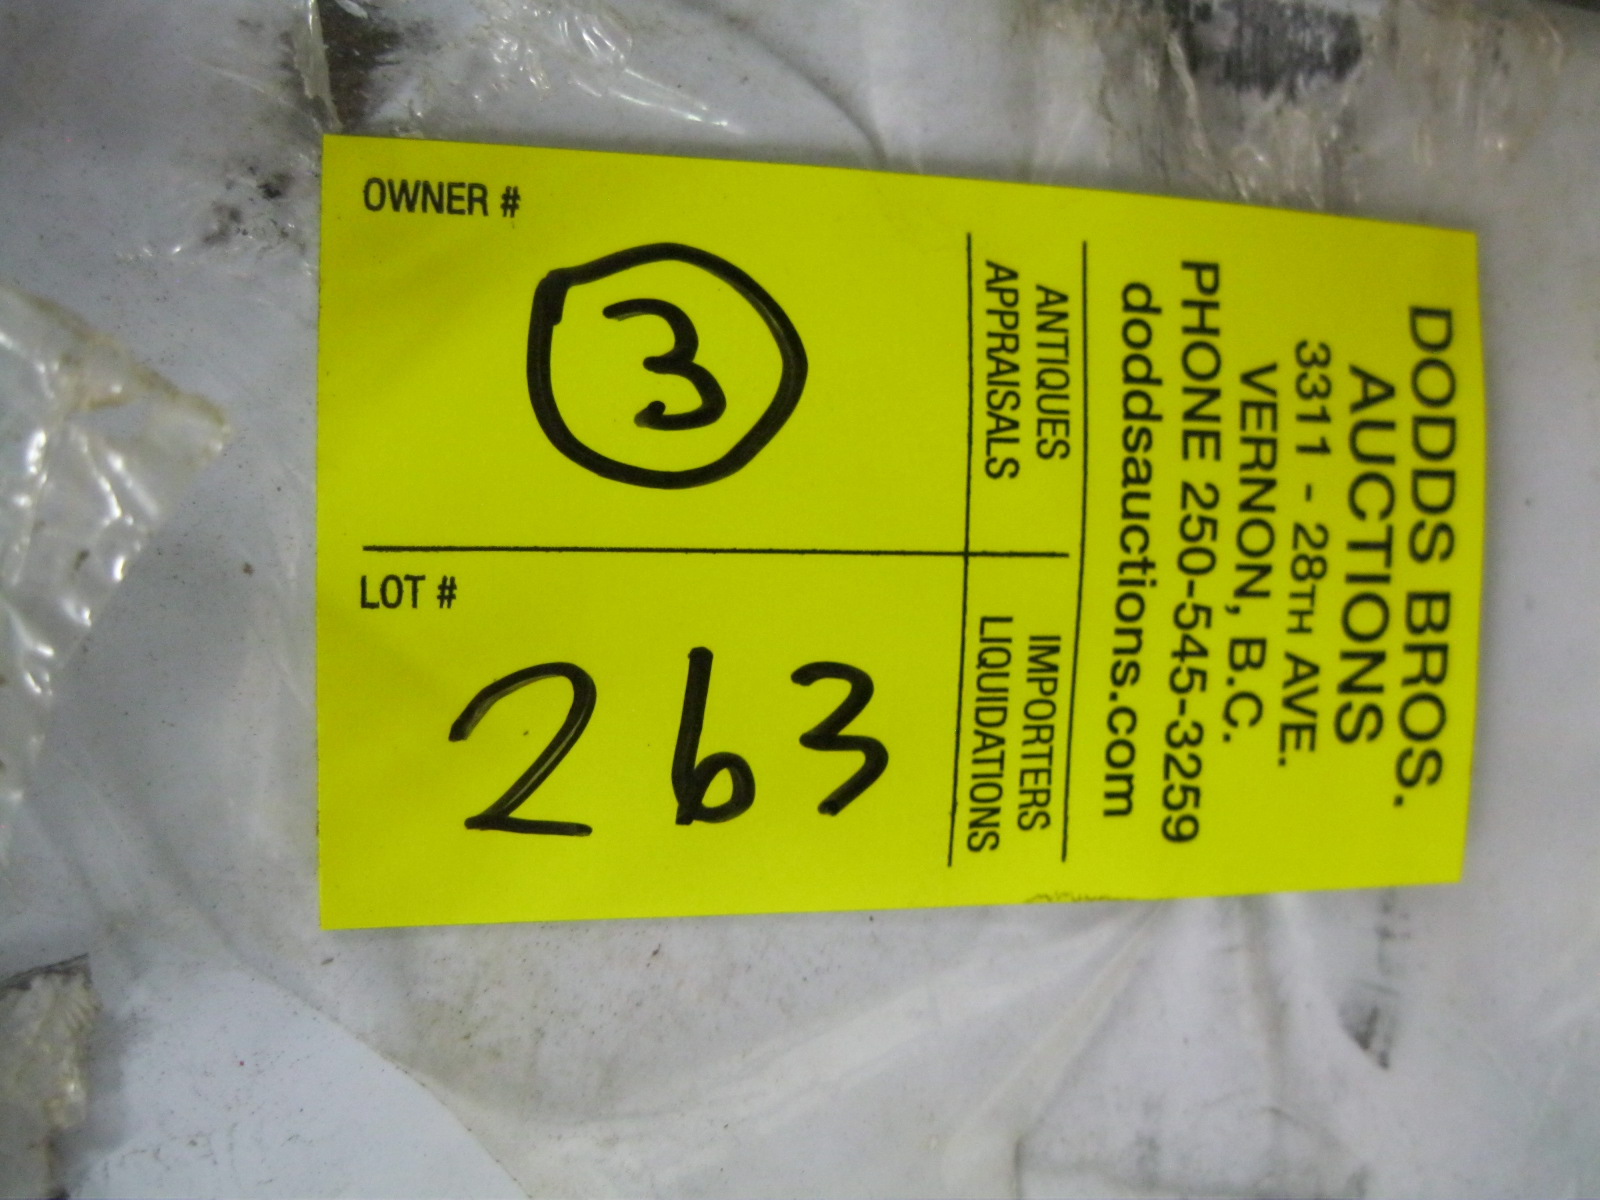 DODDS BROS.
AUCTIONS
3311 - 28TH AVE.
VERNON, B.C.
PHONE 250-545-3259
doddsauctions.com
ANTIQUES
APPRAISALS
IMPORTERS
LIQUIDATIONS
OWNER #
3
LOT #
263